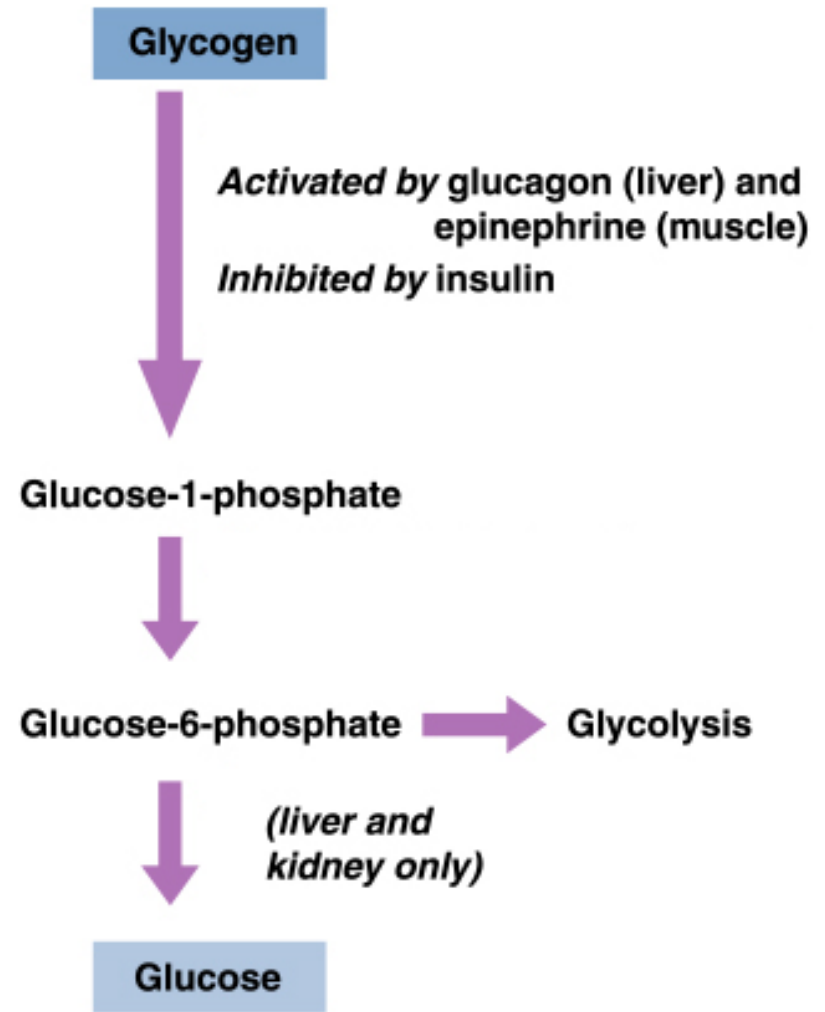 Glycogen
Activated by glucagon (liver) and
epinephrine (muscle)
Inhibited by insulin
Glucose-1-phosphate
Glucose-6-phosphate
Glycolysis
(liver and
kidney only)
Glucose